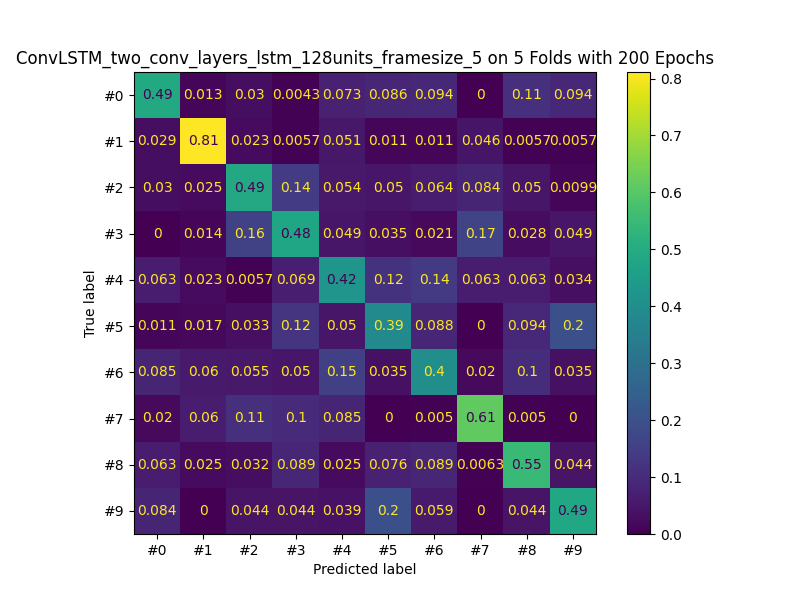 ConvLSTM_two_conv_layers_lstm_128units_framesize_5 on 5 Folds with 200 Epochs
#0 0.49 0.013 0.03 0.0043 0.073 0.086 0.094 0 0.11 0.094
#1 0.029 0.81 0.023 0.0057 0.051 0.011 0.011 0.046 0.0057 0.0057
#2 0.03 0.025 0.49 0.14 0.054 0.05 0.064 0.084 0.05 0.0099
#3 0 0.014 0.16 0.48 0.049 0.035 0.021 0.17 0.028 0.049
#4 0.063 0.023 0.0057 0.069 0.42 0.12 0.14 0.063 0.063 0.034
#5 0.011 0.017 0.033 0.12 0.05 0.39 0.088 0 0.094 0.2
#6 0.085 0.06 0.055 0.05 0.15 0.035 0.4 0.02 0.1 0.035
#7 0.02 0.06 0.11 0.1 0.085 0 0.005 0.61 0.005 0
#8 0.063 0.025 0.032 0.089 0.025 0.076 0.089 0.0063 0.55 0.044
#9 0.084 0 0.044 0.044 0.039 0.2 0.059 0 0.044 0.49
#0 #1 #2 #3 #4 #5 #6 #7 #8 #9
Predicted label
True label
0.8
0.7
0.6
0.5
0.4
0.3
0.2
0.1
0.0